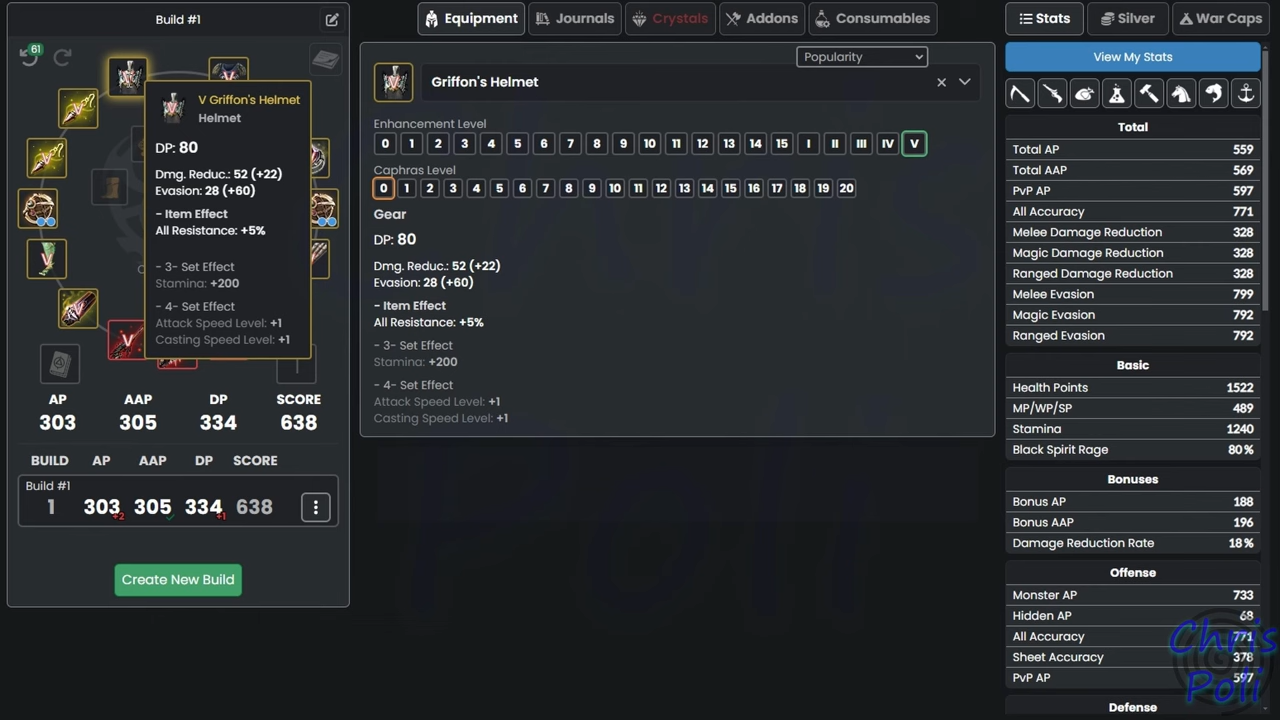 Build #1
61
V Griffon's Helmet
Helmet
DP: 80
Dmg. Reduc.: 52 (+22)
Evasion: 28 (+60)
- Item Effect
All Resistance: +5%
- 3- Set Effect
Stamina: +200
- 4- Set Effect
Attack Speed Level: +1
Casting Speed Level: +1
V
V
V
V
V
V
AP AAP DP SCORE
303 305 334 638
BUILD AP AAP DP SCORE
Build #1
1 303 +2 305 334 +1 638
Create New Build
Equipment Journals Crystals Addons Consumables
Popularity
Griffon's Helmet
Enhancement Level
0 1 2 3 4 5 6 7 8 9 10 11 12 13 14 15 I II III IV V
Caphras Level
0 1 2 3 4 5 6 7 8 9 10 11 12 13 14 15 16 17 18 19 20
Gear
DP: 80
Dmg. Reduc.: 52 (+22)
Evasion: 28 (+60)
- Item Effect
All Resistance: +5%
- 3- Set Effect
Stamina: +200
- 4- Set Effect
Attack Speed Level: +1
Casting Speed Level: +1
Stats Silver War Caps
View My Stats
Total
Total AP 559
Total AAP 569
PvP AP 597
All Accuracy 771
Melee Damage Reduction 328
Magic Damage Reduction 328
Ranged Damage Reduction 328
Melee Evasion 799
Magic Evasion 792
Ranged Evasion 792
Basic
Health Points 1522
MP/WP/SP 489
Stamina 1240
Black Spirit Rage 80%
Bonuses
Bonus AP 188
Bonus AAP 196
Damage Reduction Rate 18%
Offense
Monster AP 733
Hidden AP 68
All Accuracy 771
Sheet Accuracy 378
PvP AP 597
Defense
Chris
Poli